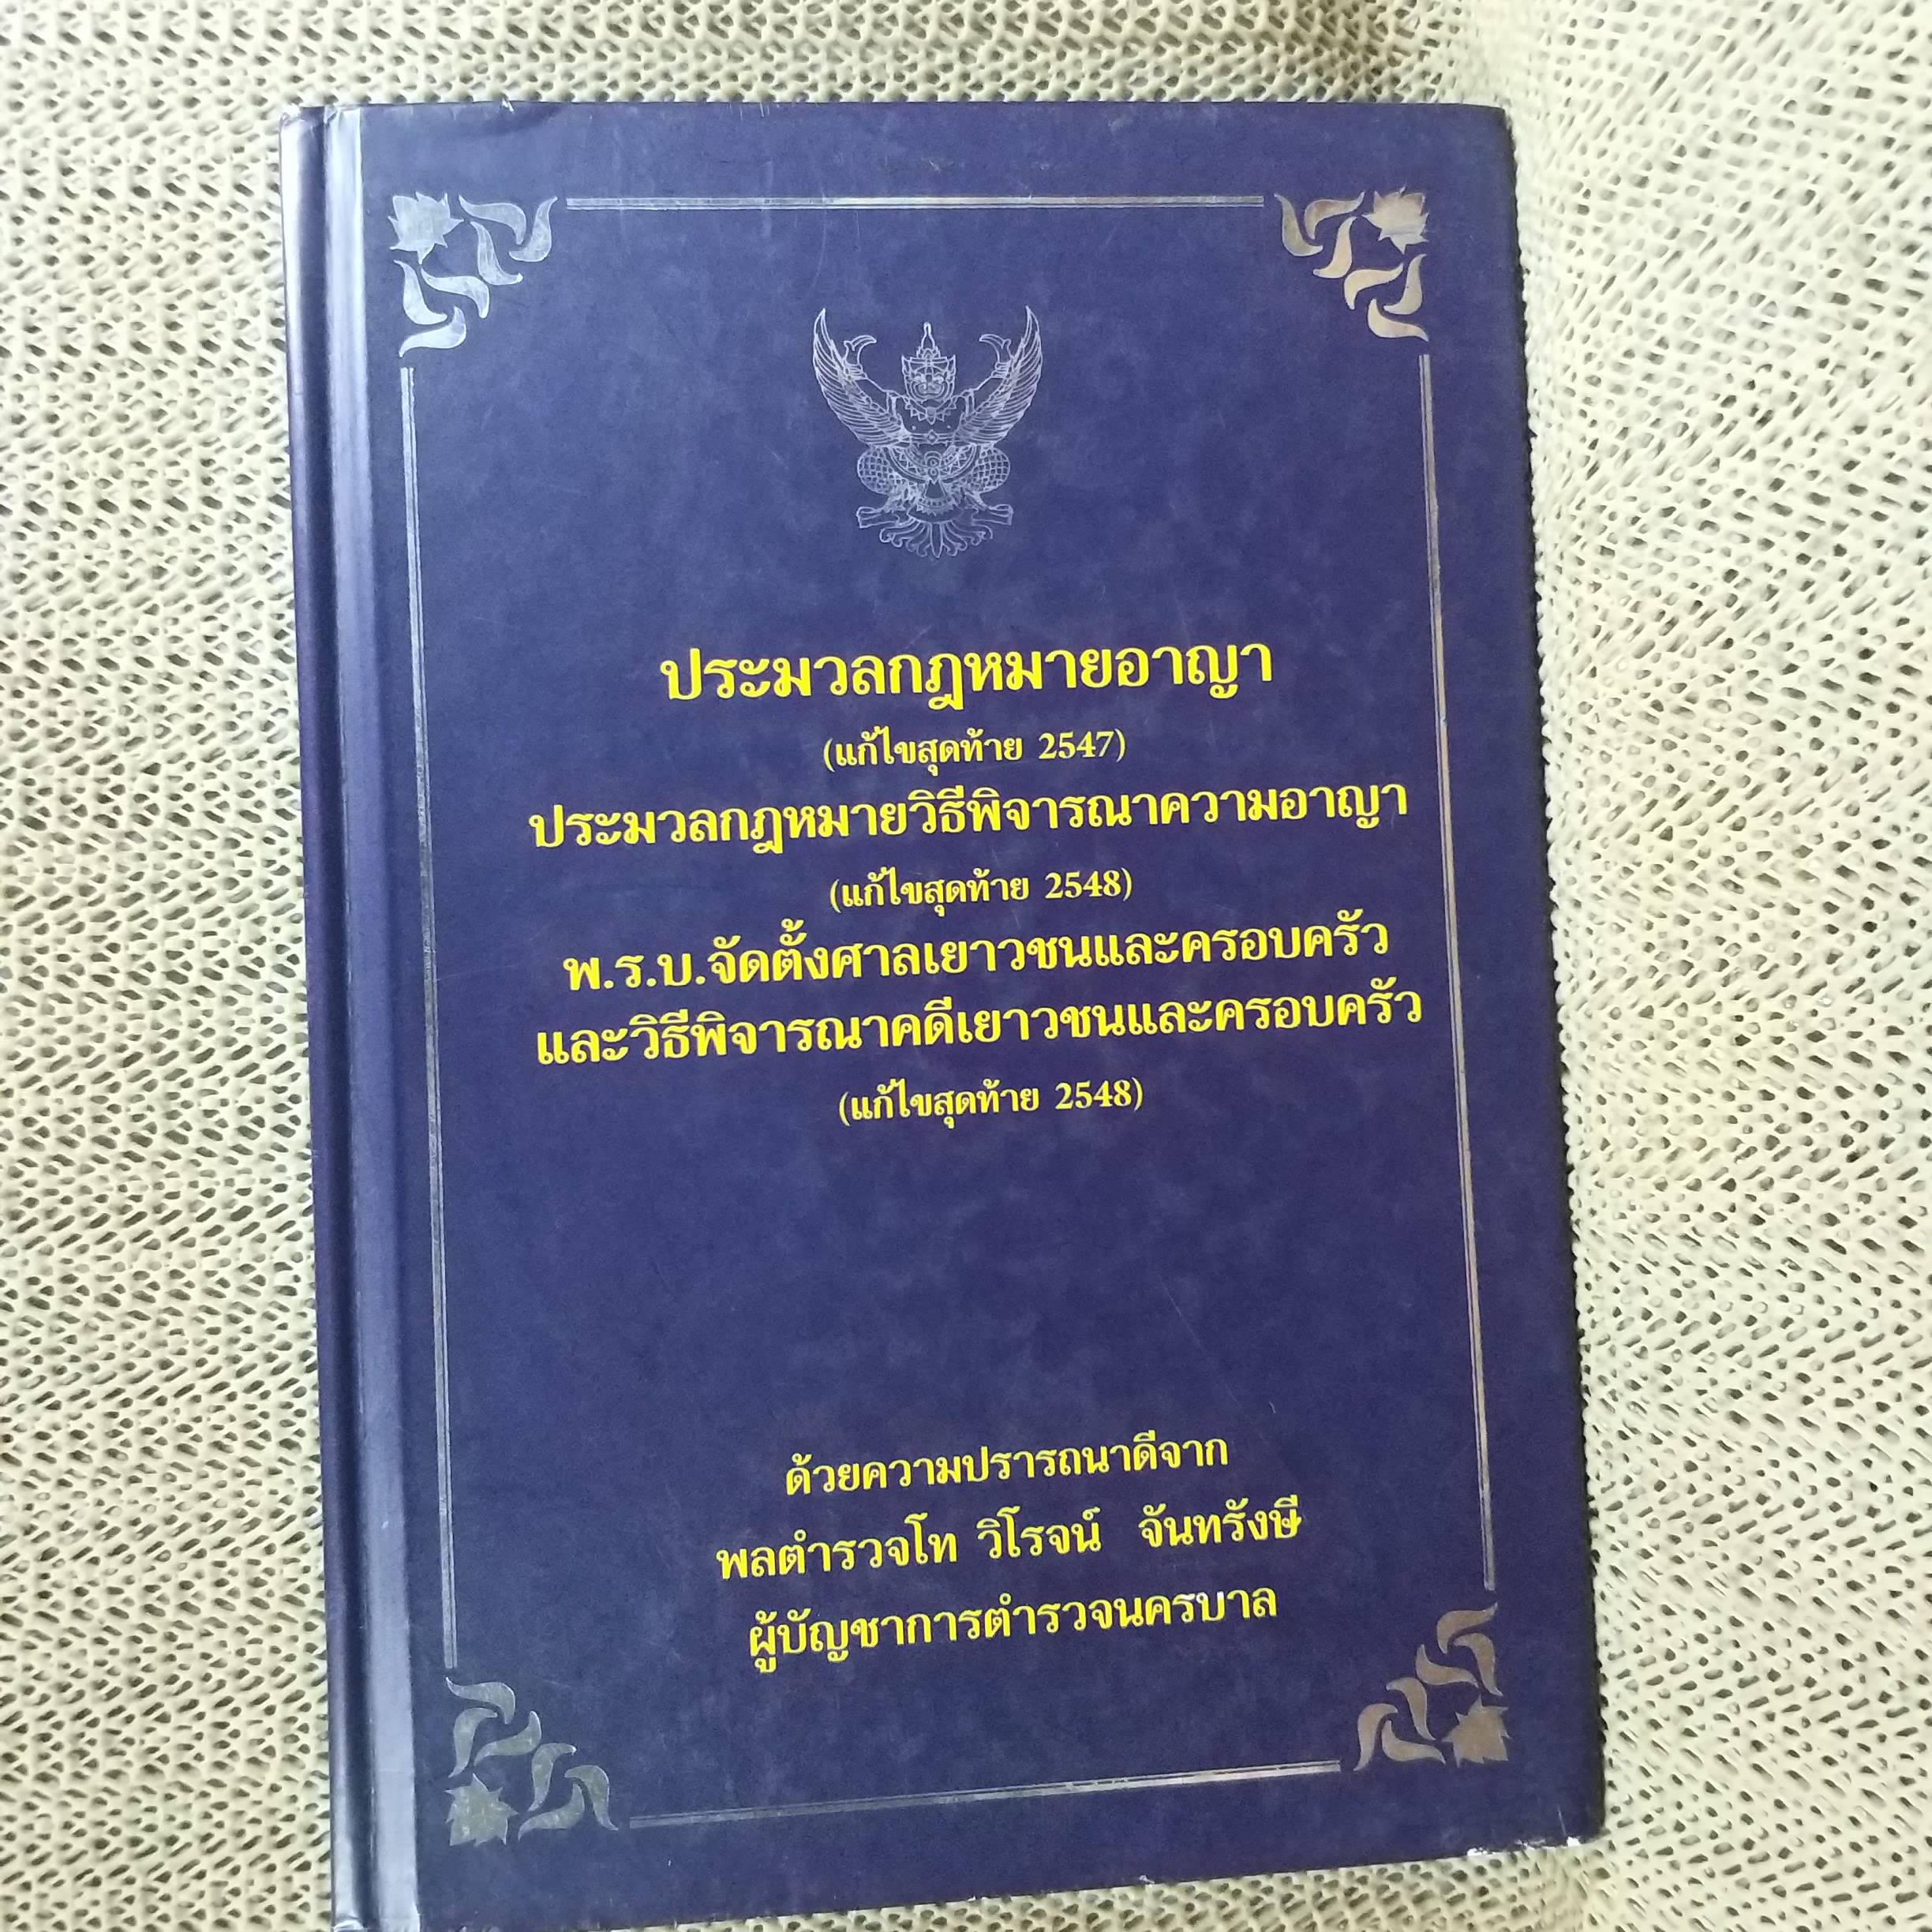 ประมวลกฎหมายอาญา
(แก้ไขสุดท้าย 2547)
ประมวลกฎหมายวิธีพิจารณาความอาญา
(แก้ไขสุดท้าย 2548)
พ.ร.บ.จัดตั้งศาลเยาวชนและครอบครัว
และวิธีพิจารณาคดีเยาวชนและครอบครัว
(แก้ไขสุดท้าย 2548)
ด้วยความปรารถนาดีจาก
พลตำรวจโท วิโรจน์ จันทรังษี
ผู้บัญชาการตำรวจนครบาล